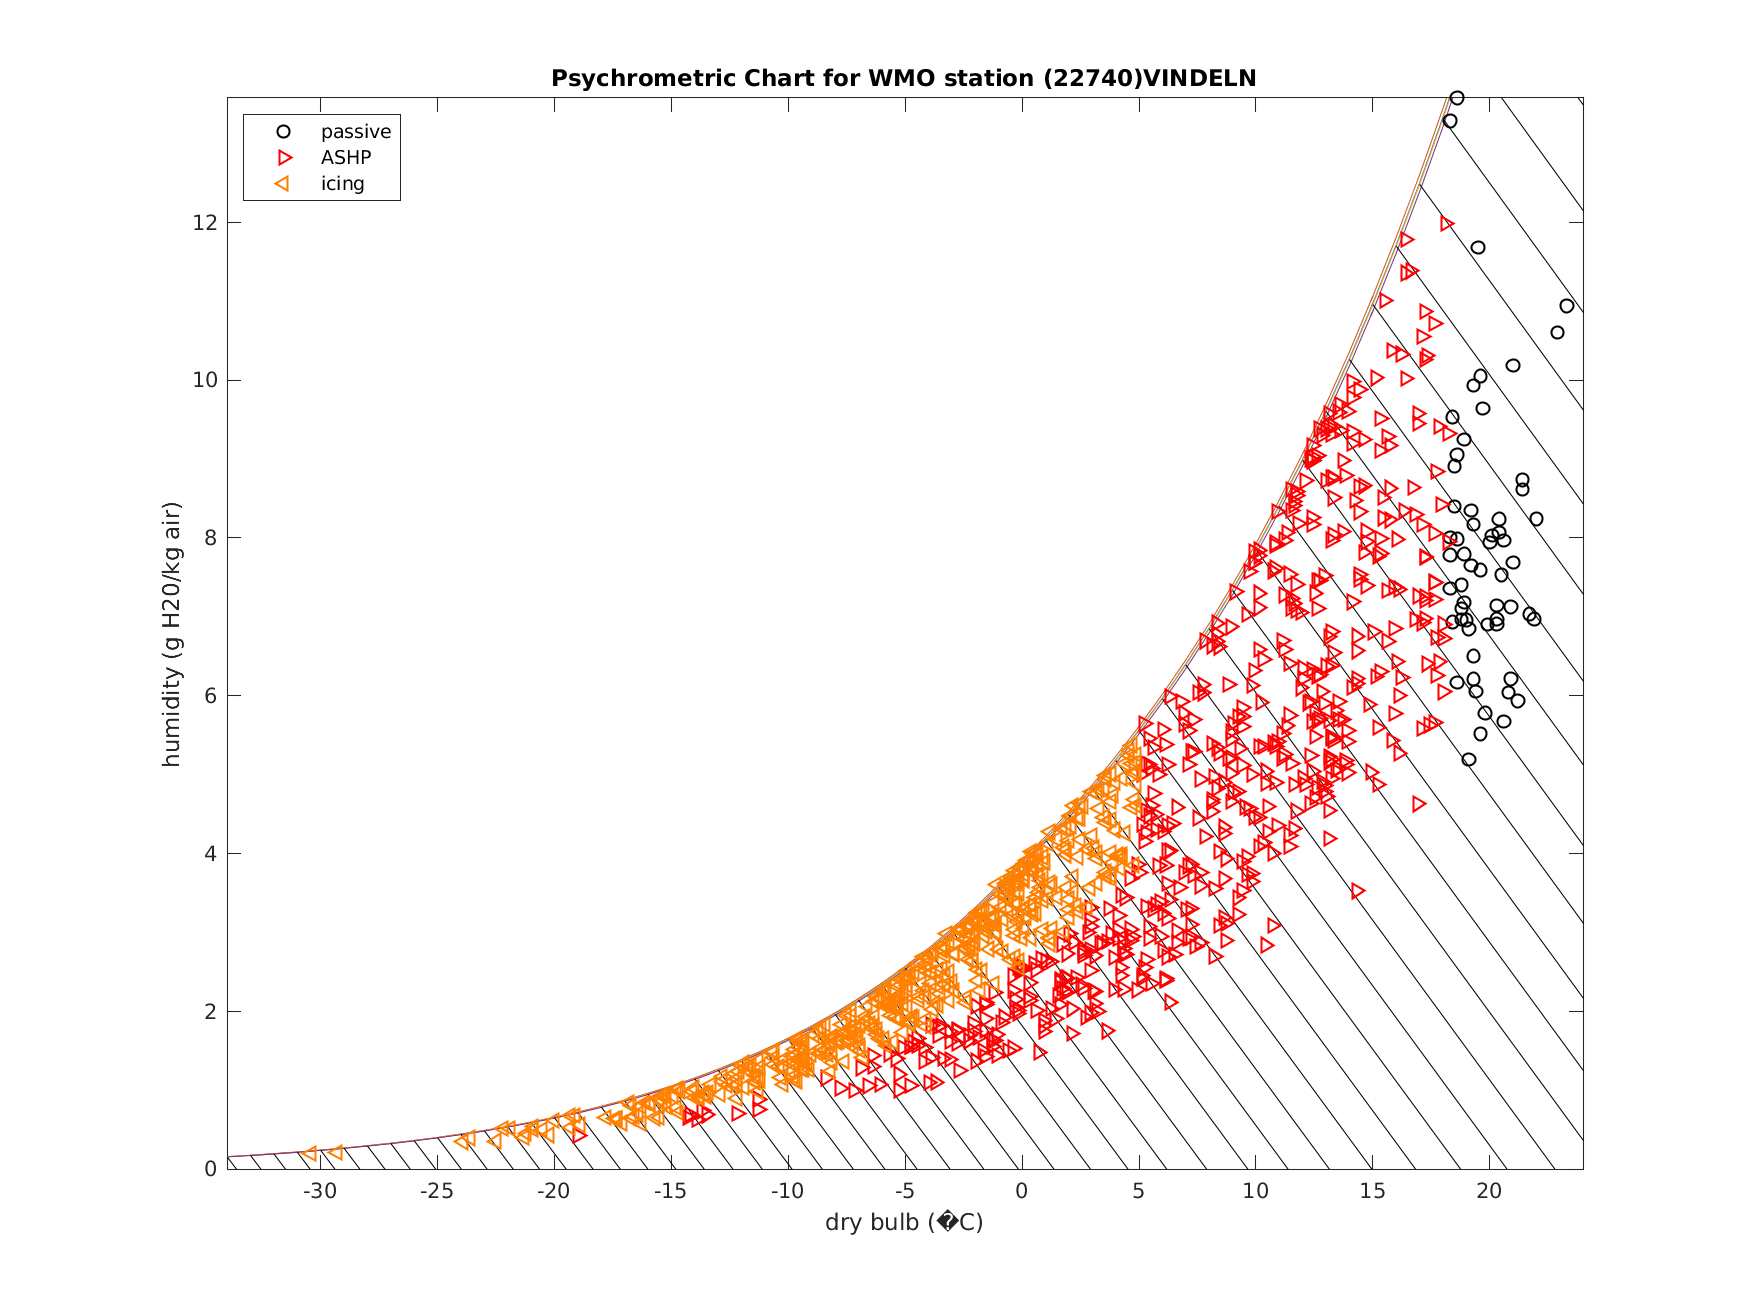 Psychrometric Chart for WMO station (22740)VINDELN
passive
ASHP
icing
humidity (g H20/kg air)
12
10
8
6
4
2
0
-30 -25 -20 -15 -10 -5 0 5 10 15 20
dry bulb (�C)